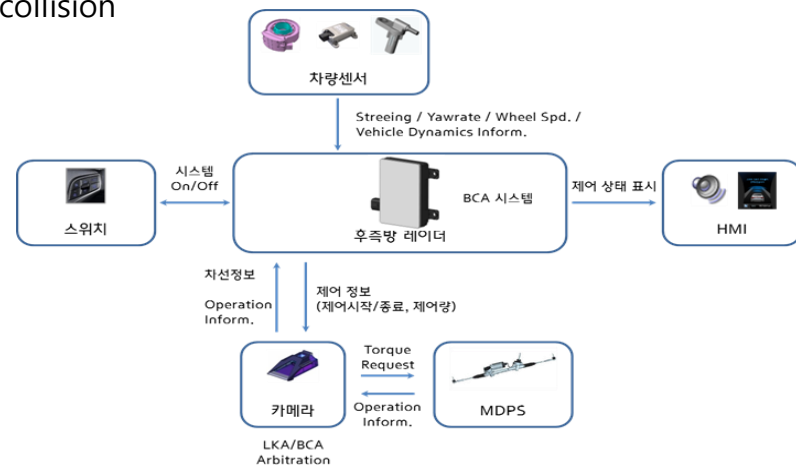 collision
차량센서
Streeing / Yawrate / Wheel Spd. /
Vehicle Dynamics Inform.
시스템
On/Off
스위치
BCA 시스템
후측방 레이더
제어 상태 표시
HMI
차선정보
Operation
Inform.
제어 정보
(제어시작/종료, 제어량)
카메라
LKA/BCA
Arbitration
Torque
Request
Operation
Inform.
MDPS